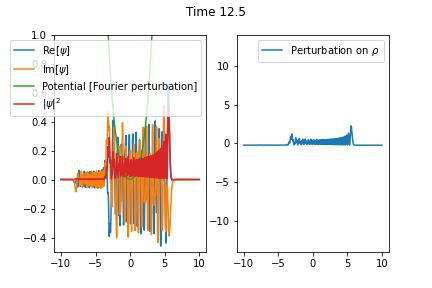 Time 12.5
Re[ψ]
Im[ψ]
Potential [Fourier perturbation]
|ψ|²
1.0
0.8
0.6
0.4
0.2
0.0
−0.2
−0.4
−10 −5 0 5 10
Perturbation on ρ
10
5
0
−5
−10
−10 −5 0 5 10